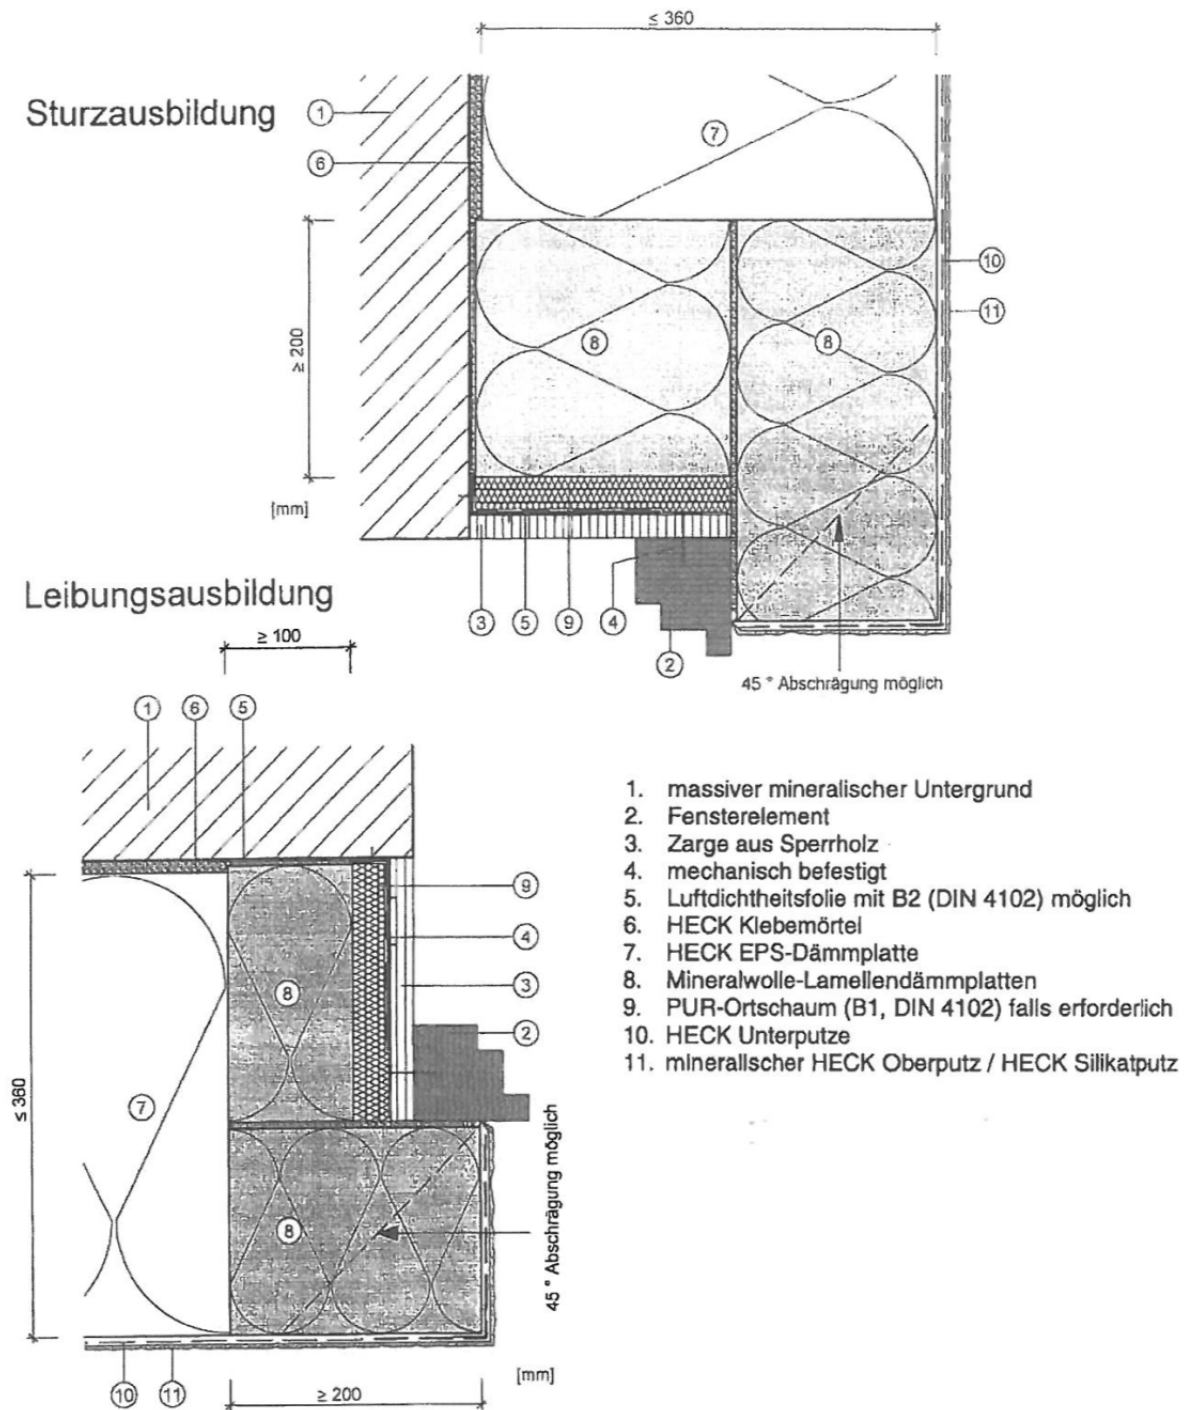 ≤ 360
Sturzausbildung
1
7
6
10
11
≥ 200
8
8
[mm]
3
5
9
4
2
45 ° Abschrägung möglich
Leibungsausbildung
≥ 100
1
6
5
9
4
3
2
8
7
≤ 360
8
45 ° Abschrägung möglich
10
11
[mm]
≥ 200
1. massiver mineralischer Untergrund
2. Fensterelement
3. Zarge aus Sperrholz
4. mechanisch befestigt
5. Luftdichtheitsfolie mit B2 (DIN 4102) möglich
6. HECK Klebemörtel
7. HECK EPS-Dämmplatte
8. Mineralwolle-Lamellendämmplatten
9. PUR-Ortschaum (B1, DIN 4102) falls erforderlich
10. HECK Unterputze
11. mineralischer HECK Oberputz / HECK Silikatputz